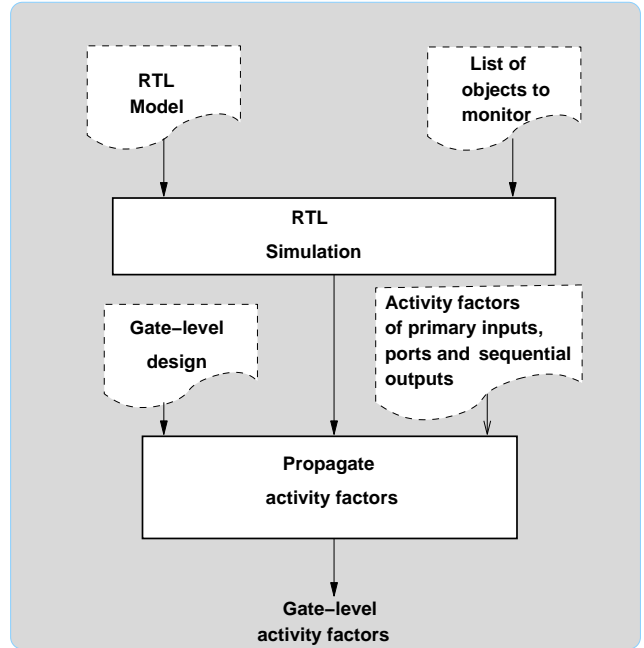 RTL
Model
List of
objects to
monitor
RTL
Simulation
Gate−level
design
Activity factors
of primary inputs,
ports and sequential
outputs
Propagate
activity factors
Gate−level
activity factors